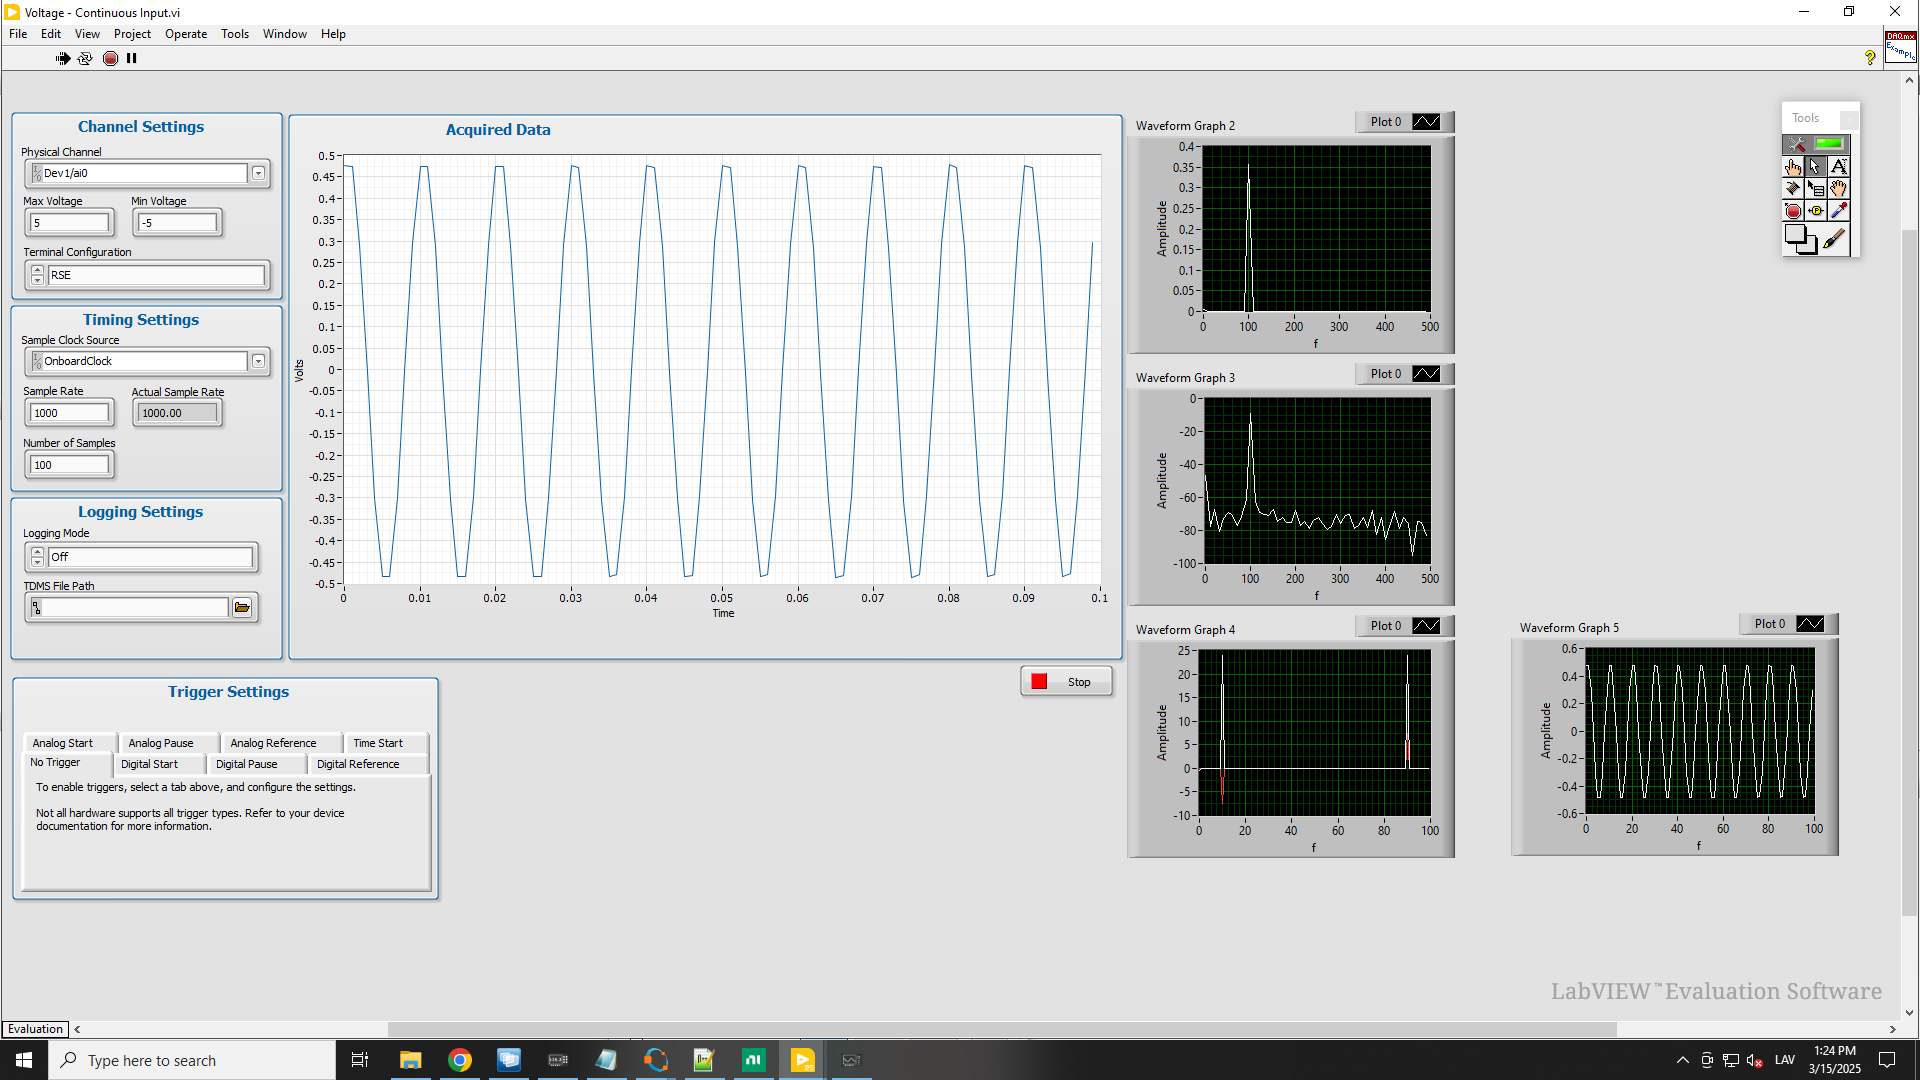 Voltage - Continuous Input.vi
File Edit View Project Operate Tools Window Help
DAQmx
Example
Channel Settings
Physical Channel
Dev1/ai0
Max Voltage Min Voltage
5 -5
Terminal Configuration
RSE
Timing Settings
Sample Clock Source
OnboardClock
Sample Rate Actual Sample Rate
1000 1000.00
Number of Samples
100
Logging Settings
Logging Mode
Off
TDMS File Path
Trigger Settings
Analog Start Analog Pause Analog Reference Time Start
No Trigger Digital Start Digital Pause Digital Reference
To enable triggers, select a tab above, and configure the settings.
Not all hardware supports all trigger types. Refer to your device
documentation for more information.
Acquired Data
Volts
0.5
0.45
0.4
0.35
0.3
0.25
0.2
0.15
0.1
0.05
0
-0.05
-0.1
-0.15
-0.2
-0.25
-0.3
-0.35
-0.4
-0.45
-0.5
0 0.01 0.02 0.03 0.04 0.05 0.06 0.07 0.08 0.09 0.1
Time
Stop
Waveform Graph 2 Plot 0
Amplitude
0.4
0.35
0.3
0.25
0.2
0.15
0.1
0.05
0
0 100 200 300 400 500
f
Waveform Graph 3 Plot 0
Amplitude
0
-20
-40
-60
-80
-100
0 100 200 300 400 500
f
Waveform Graph 4 Plot 0
Amplitude
25
20
15
10
5
0
-5
-10
0 20 40 60 80 100
f
Waveform Graph 5 Plot 0
Amplitude
0.6
0.4
0.2
0
-0.2
-0.4
-0.6
0 20 40 60 80 100
f
Tools
LabVIEW™ Evaluation Software
Evaluation
Type here to search
LAV
1:24 PM
3/15/2025